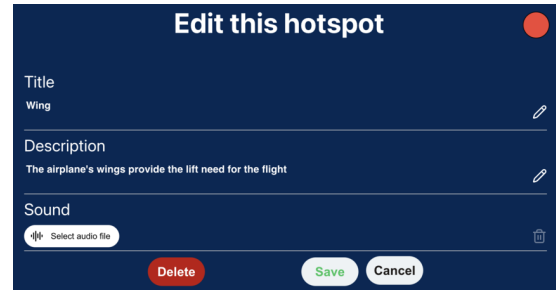 Edit this hotspot
Title
Wing
Description
The airplane's wings provide the lift need for the flight
Sound
Select audio file
Delete
Save
Cancel